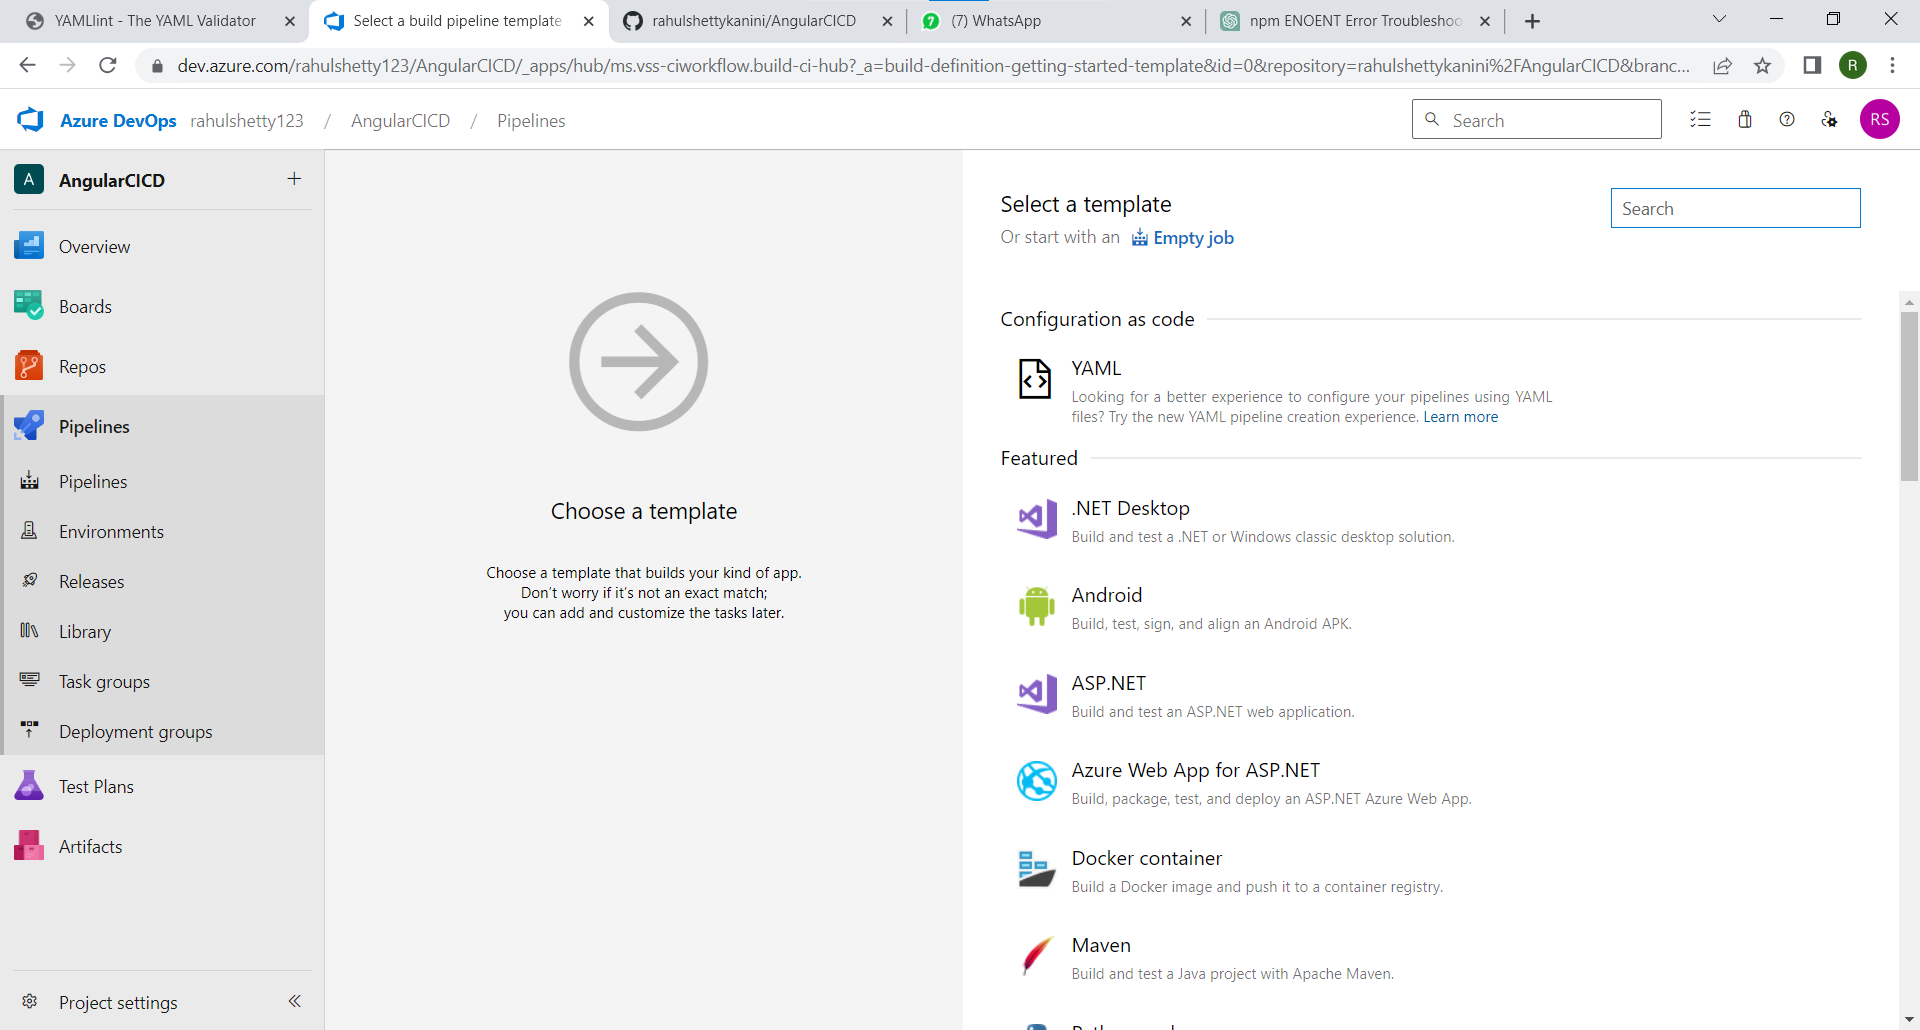 YAMLlint - The YAML Validator
Select a build pipeline template
rahulshettykanini/AngularCICD
7
(7) WhatsApp
npm ENOENT Error Troubleshoo
dev.azure.com/rahulshetty123/AngularCICD/_apps/hub/ms.vss-ciworkflow.build-ci-hub?_a=build-definition-getting-started-template&id=0&repository=rahulshettykanini%2FAngularCICD&branc...
R
Azure DevOps rahulshetty123 / AngularCICD / Pipelines
Search
RS
A AngularCICD
Overview
Boards
Repos
Pipelines
Pipelines
Environments
Releases
Library
Task groups
Deployment groups
Test Plans
Artifacts
Project settings
Choose a template
Choose a template that builds your kind of app.
Don't worry if it's not an exact match;
you can add and customize the tasks later.
Select a template
Or start with an Empty job
Search
Configuration as code
YAML
Looking for a better experience to configure your pipelines using YAML
files? Try the new YAML pipeline creation experience. Learn more
Featured
.NET Desktop
Build and test a .NET or Windows classic desktop solution.
Android
Build, test, sign, and align an Android APK.
ASP.NET
Build and test an ASP.NET web application.
Azure Web App for ASP.NET
Build, package, test, and deploy an ASP.NET Azure Web App.
Docker container
Build a Docker image and push it to a container registry.
Maven
Build and test a Java project with Apache Maven.